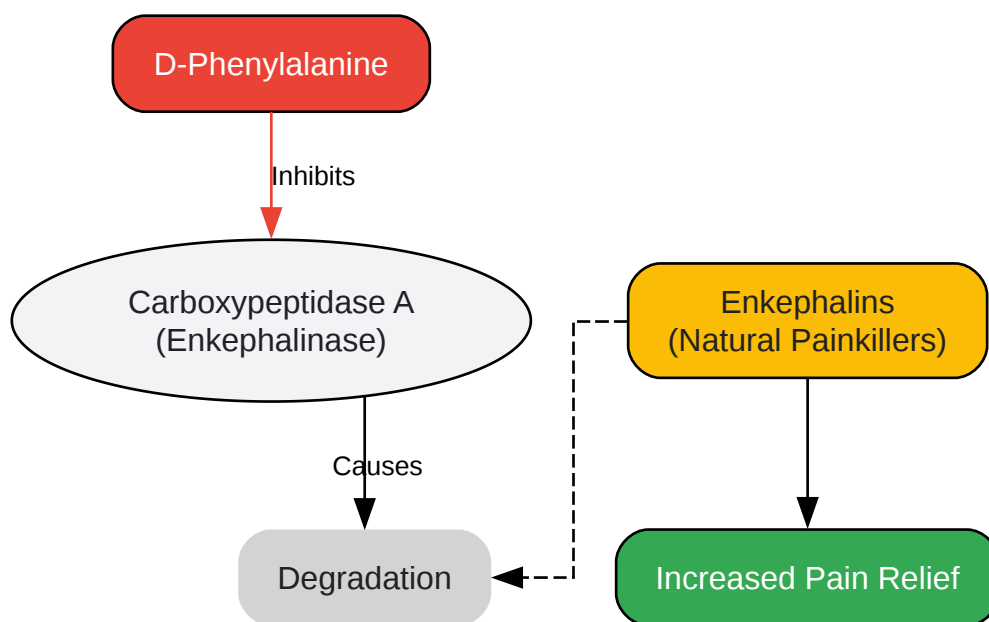 D-Phenylalanine
Inhibits
Carboxypeptidase A
(Enkephalinase)
Enkephalins
(Natural Painkillers)
Causes
Degradation
Increased Pain Relief